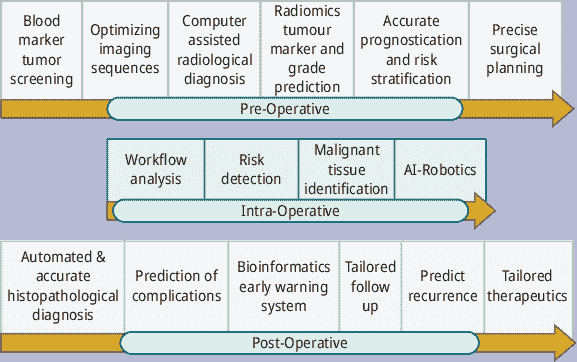 Blood
marker
tumor
screening
Optimizing
imaging
sequences
Computer
assisted
radiological
diagnosis
Radiomics
tumour
marker and
grade
prediction
Accurate
prognostication
and risk
stratification
Precise
surgical
planning
Pre-Operative
Workflow
analysis
Risk
detection
Malignant
tissue
identification
AI-Robotics
Intra-Operative
Automated &
accurate
histopathological
diagnosis
Prediction of
complications
Bioinformatics
early warning
system
Tailored
follow
up
Predict
recurrence
Tailored
therapeutics
Post-Operative